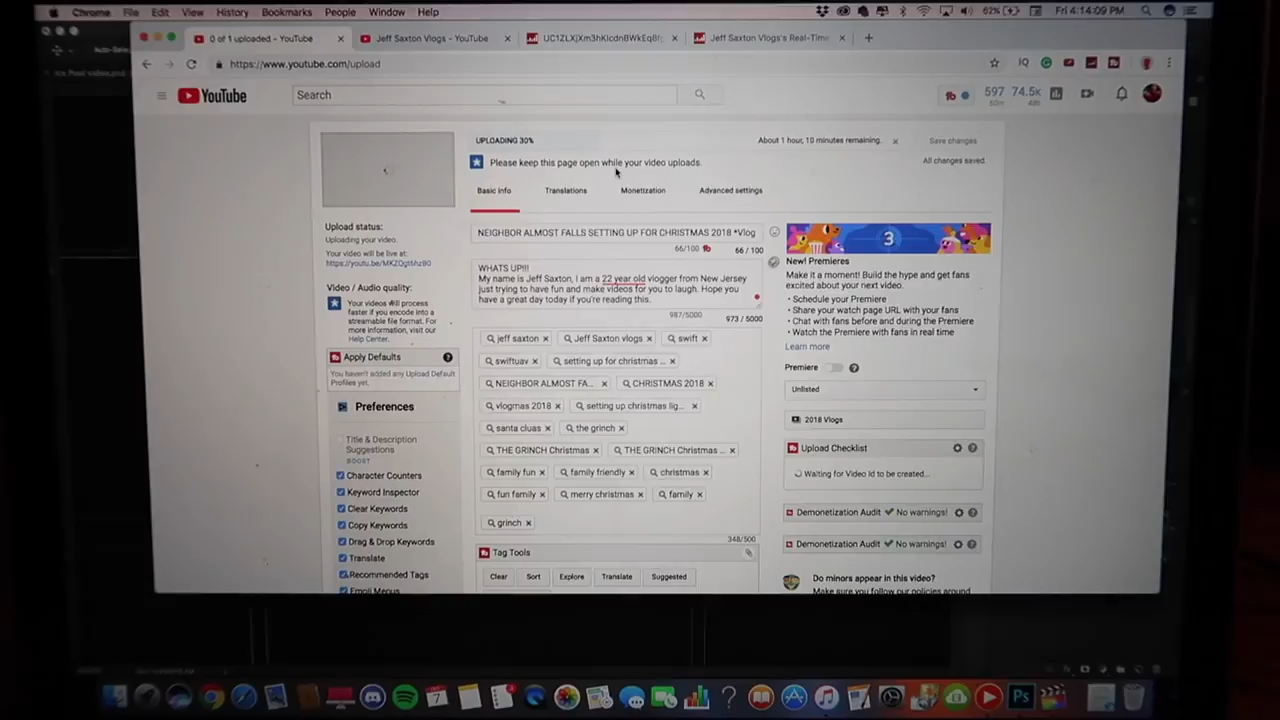 Chrome File Edit View History Bookmarks People Window Help
62% Fri 4:14:09 PM
0 of 1 uploaded - YouTube
Jeff Saxton Vlogs - YouTube
Jeff Saxton Vlogs's Real-Time
https://www.youtube.com/upload
IQ
YouTube
Search
597 74.5k
60m 48h
UPLOADING 30%
About 1 hour, 10 minutes remaining.
Save changes
Please keep this page open while your video uploads.
All changes saved.
Basic info Translations Monetization Advanced settings
Upload status:
Uploading your video.
Your video will be live at:
Video / Audio quality:
Your videos will process
faster if you encode into a
streamable file format. For
more information, visit our
Help Center.
Apply Defaults
You haven't added any Upload Default
Profiles yet.
Preferences
Title & Description
Suggestions
BOOST
Character Counters
Keyword Inspector
Clear Keywords
Copy Keywords
Drag & Drop Keywords
Translate
Recommended Tags
Emoji Menus
NEIGHBOR ALMOST FALLS SETTING UP FOR CHRISTMAS 2018 *Vlog
66/100 66 / 100
WHATS UP!!!
My name is Jeff Saxton, I am a 22 year old vlogger from New Jersey
just trying to have fun and make videos for you to laugh. Hope you
have a great day today if you're reading this.
987/5000 973 / 5000
jeff saxton Jeff Saxton vlogs swift
swiftuav setting up for christmas ...
NEIGHBOR ALMOST FA... CHRISTMAS 2018
vlogmas 2018 setting up christmas lig...
santa cluas the grinch
THE GRINCH Christmas THE GRINCH Christmas ...
family fun family friendly christmas
fun family merry christmas family
grinch
348/500
Tag Tools
Clear Sort Explore Translate Suggested
3
New! Premieres
Make it a moment! Build the hype and get fans
excited about your next video.
• Schedule your Premiere
• Share your watch page URL with your fans
• Chat with fans before and during the Premiere
• Watch the Premiere with fans in real time
Learn more
Premiere
Unlisted
2018 Vlogs
Upload Checklist
Waiting for Video Id to be created...
Demonetization Audit No warnings!
Demonetization Audit No warnings!
Do minors appear in this video?
Make sure you follow our policies around
7
Ps